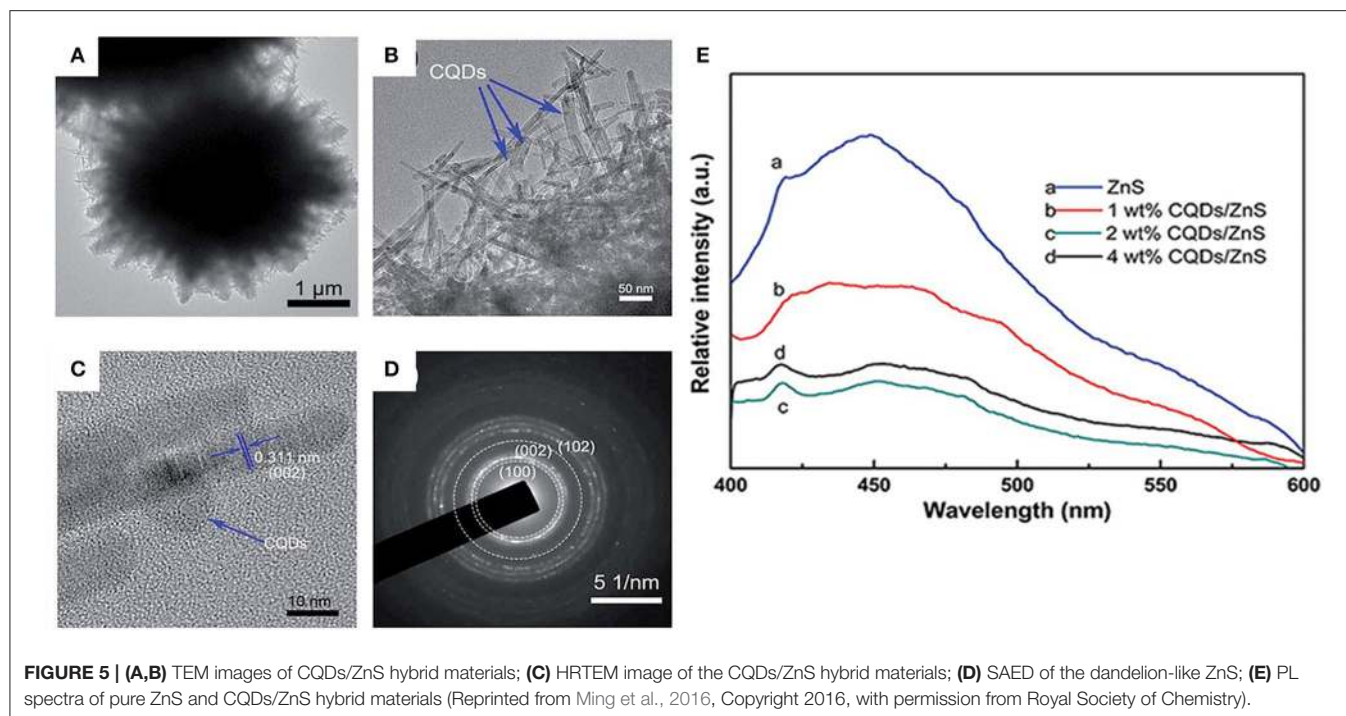 A
1 µm
B
CQDs
50 nm
C
0.311 nm
(002)
CQDs
10 nm
D
(002)
(102)
(100)
5 1/nm
E
Relative intensity (a.u.)
a
b
d
c
a ZnS
b 1 wt% CQDs/ZnS
c 2 wt% CQDs/ZnS
d 4 wt% CQDs/ZnS
400 450 500 550 600
Wavelength (nm)
FIGURE 5 | (A,B) TEM images of CQDs/ZnS hybrid materials; (C) HRTEM image of the CQDs/ZnS hybrid materials; (D) SAED of the dandelion-like ZnS; (E) PL
spectra of pure ZnS and CQDs/ZnS hybrid materials (Reprinted from Ming et al., 2016, Copyright 2016, with permission from Royal Society of Chemistry).